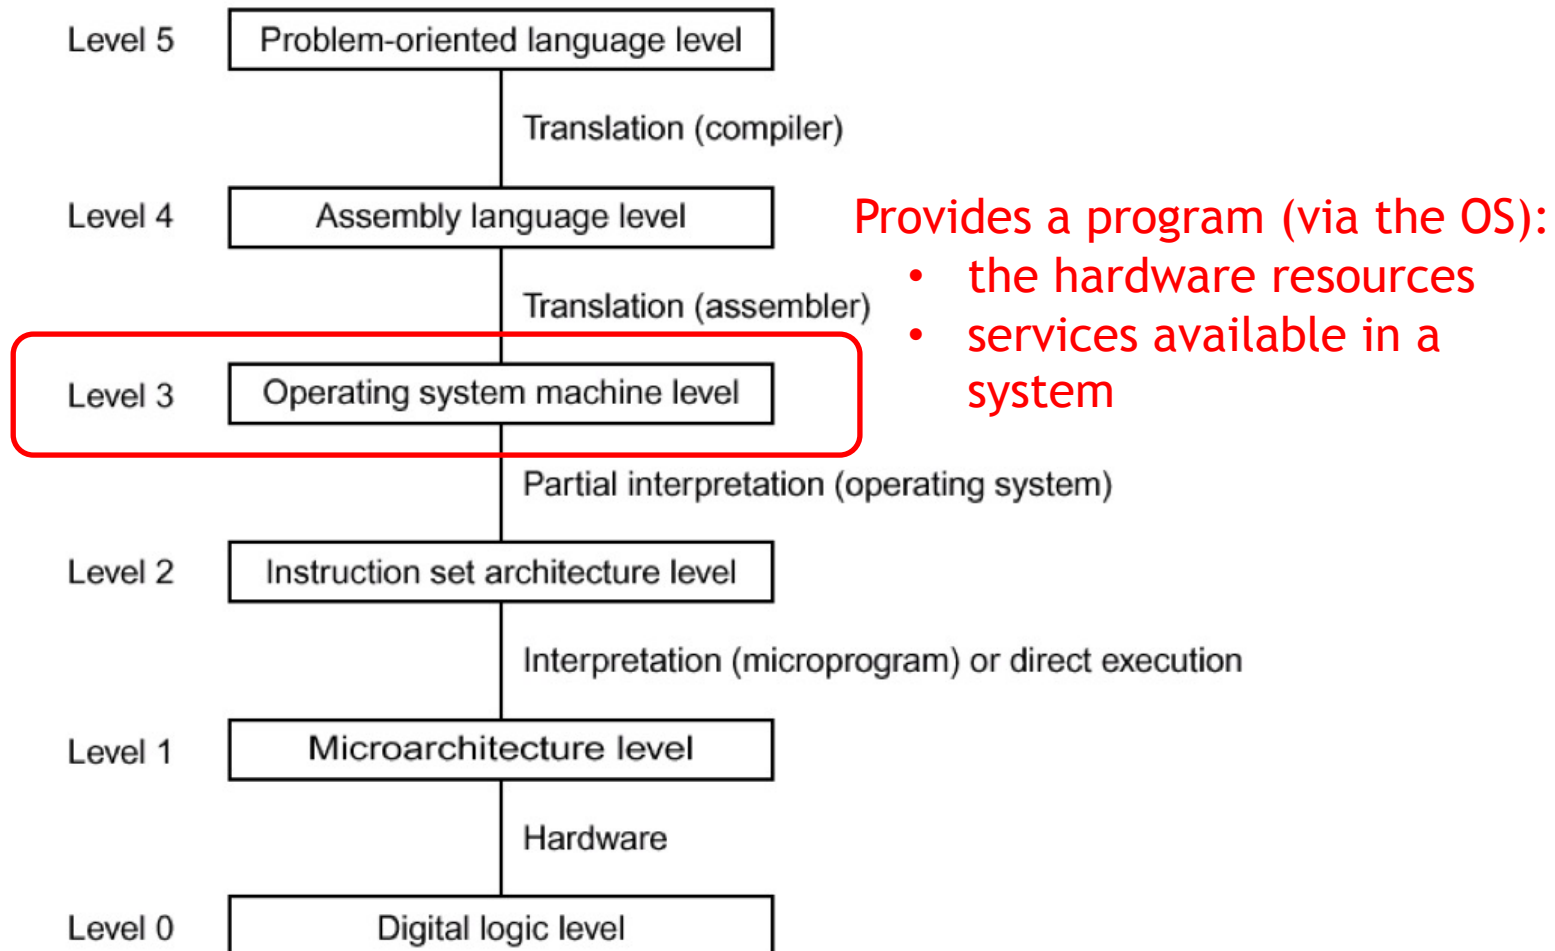 Level 5 Problem-oriented language level
Translation (compiler)
Level 4 Assembly language level
Provides a program (via the OS):
• the hardware resources
Translation (assembler)
• services available in a
system
Level 3 Operating system machine level
Partial interpretation (operating system)
Level 2 Instruction set architecture level
Interpretation (microprogram) or direct execution
Level 1 Microarchitecture level
Hardware
Level 0 Digital logic level